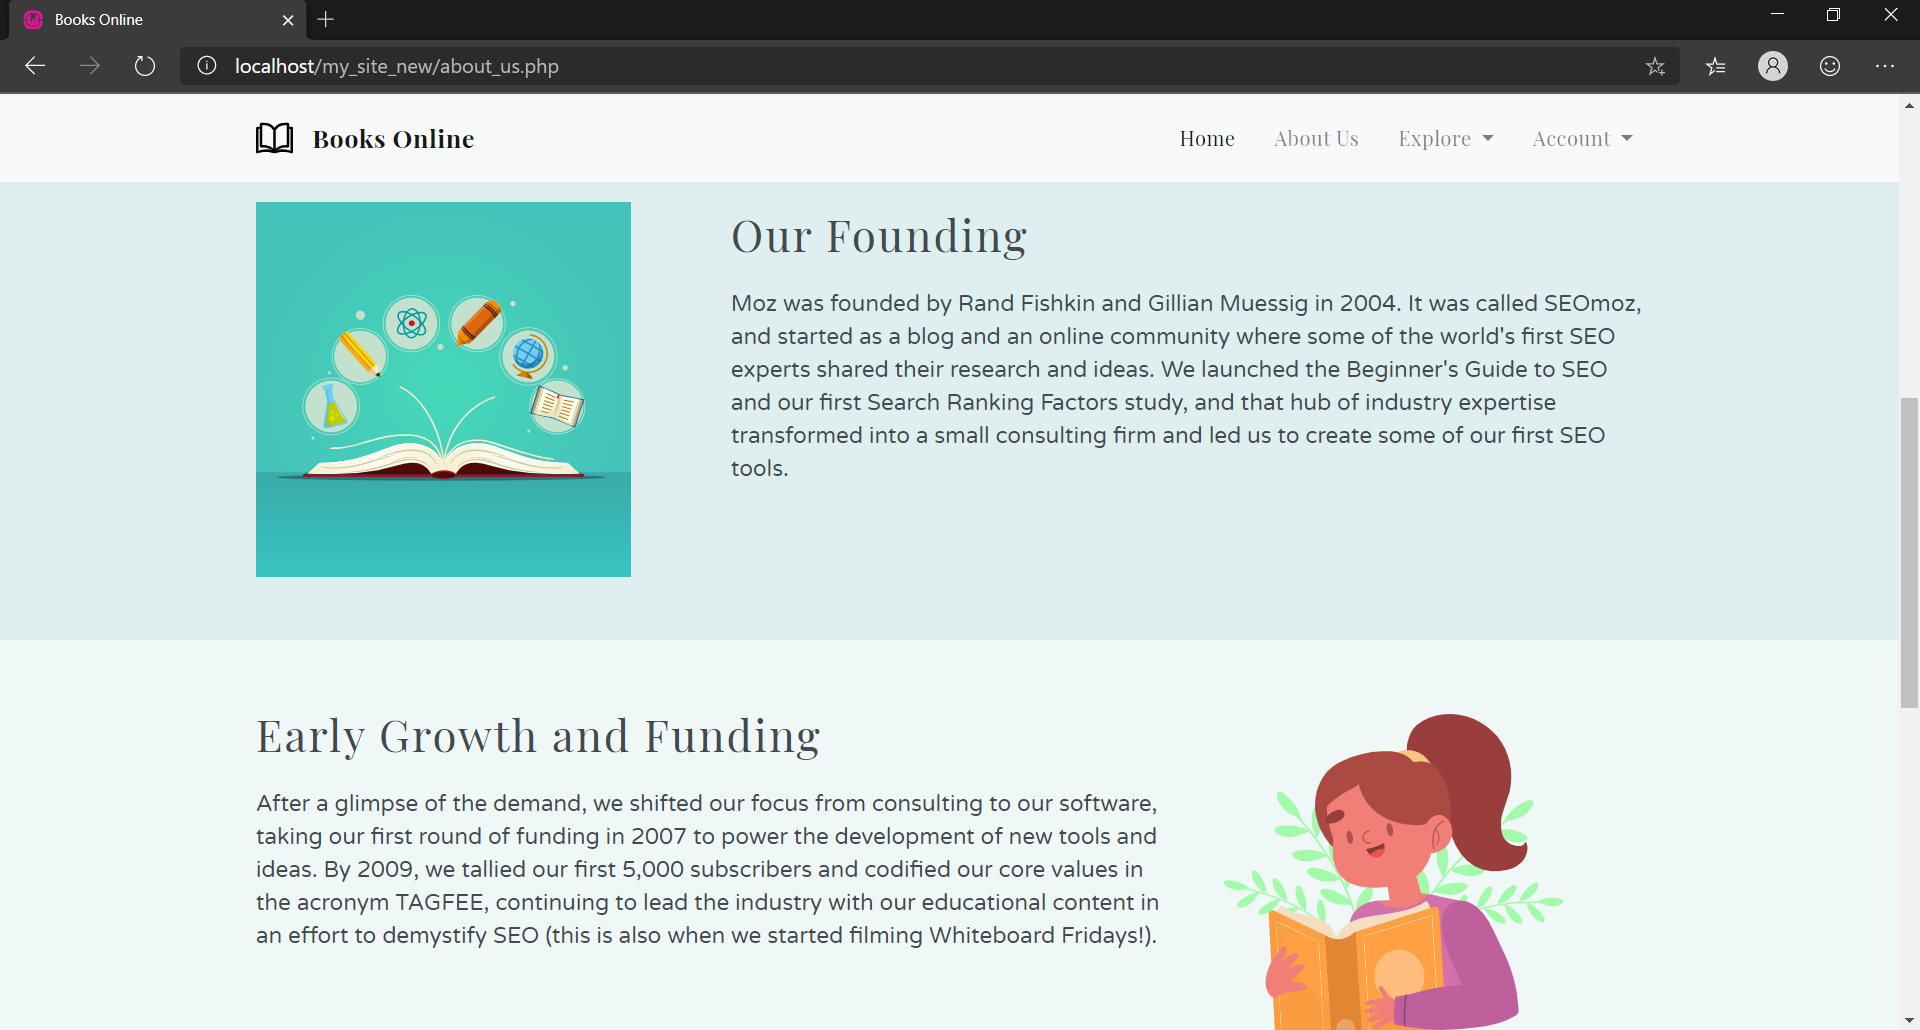 Books Online
localhost/my_site_new/about_us.php
Books Online
Home About Us Explore Account
Our Founding
Moz was founded by Rand Fishkin and Gillian Muessig in 2004. It was called SEOmoz,
and started as a blog and an online community where some of the world's first SEO
experts shared their research and ideas. We launched the Beginner's Guide to SEO
and our first Search Ranking Factors study, and that hub of industry expertise
transformed into a small consulting firm and led us to create some of our first SEO
tools.
Early Growth and Funding
After a glimpse of the demand, we shifted our focus from consulting to our software,
taking our first round of funding in 2007 to power the development of new tools and
ideas. By 2009, we tallied our first 5,000 subscribers and codified our core values in
the acronym TAGFEE, continuing to lead the industry with our educational content in
an effort to demystify SEO (this is also when we started filming Whiteboard Fridays!).